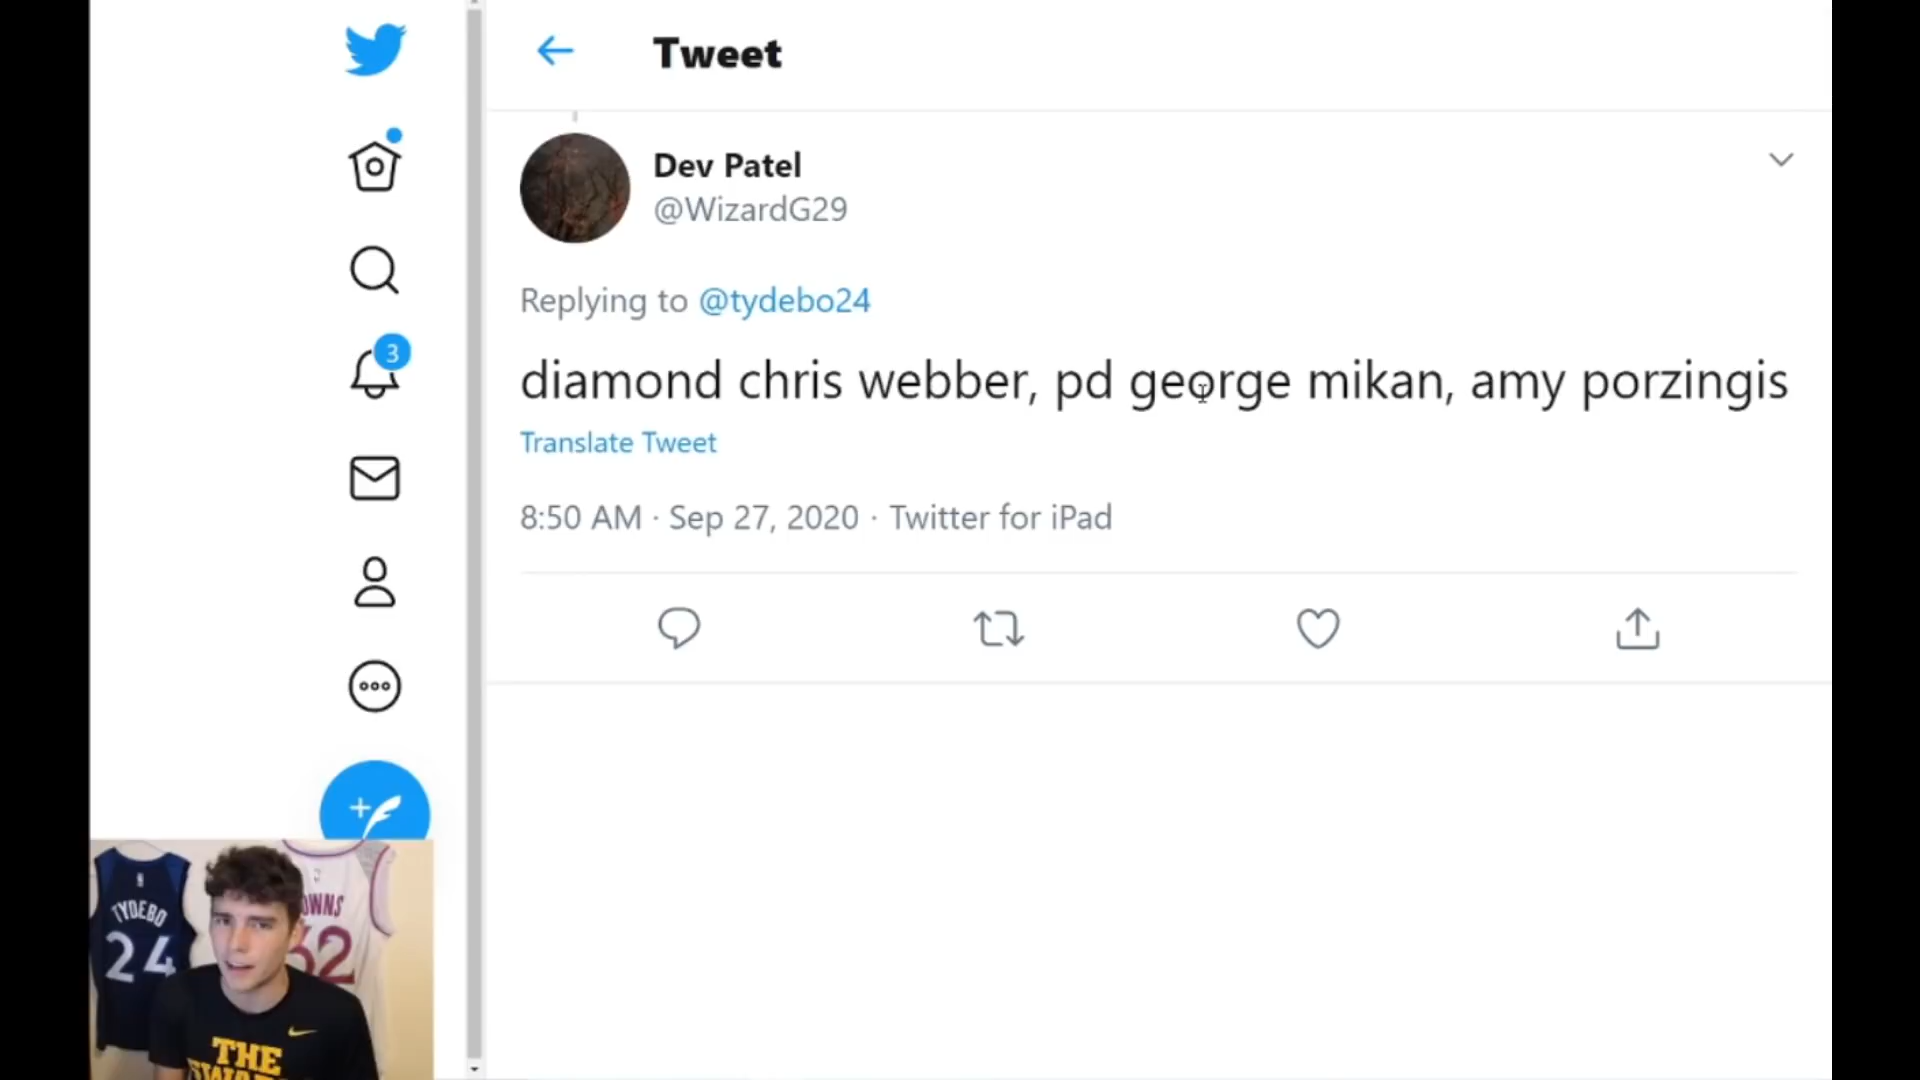 Tweet
Dev Patel
@WizardG29
Replying to @tydebo24
diamond chris webber, pd george mikan, amy porzingis
Translate Tweet
8:50 AM · Sep 27, 2020 · Twitter for iPad
3
TYDEBO
24
OWNS
32
THE